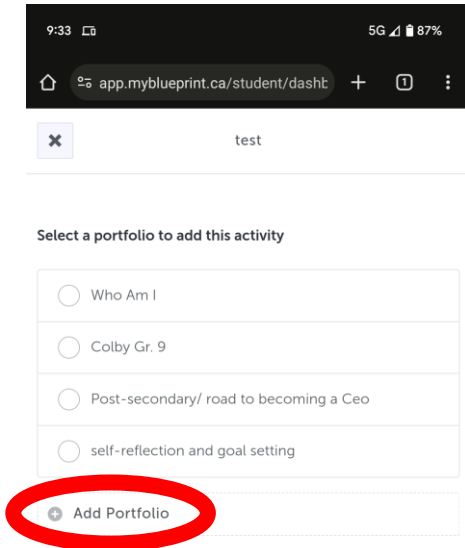 9:33 5G 87%
app.myblueprint.ca/student/dashb 1
test
Select a portfolio to add this activity
Who Am I
Colby Gr. 9
Post-secondary/ road to becoming a Ceo
self-reflection and goal setting
Add Portfolio